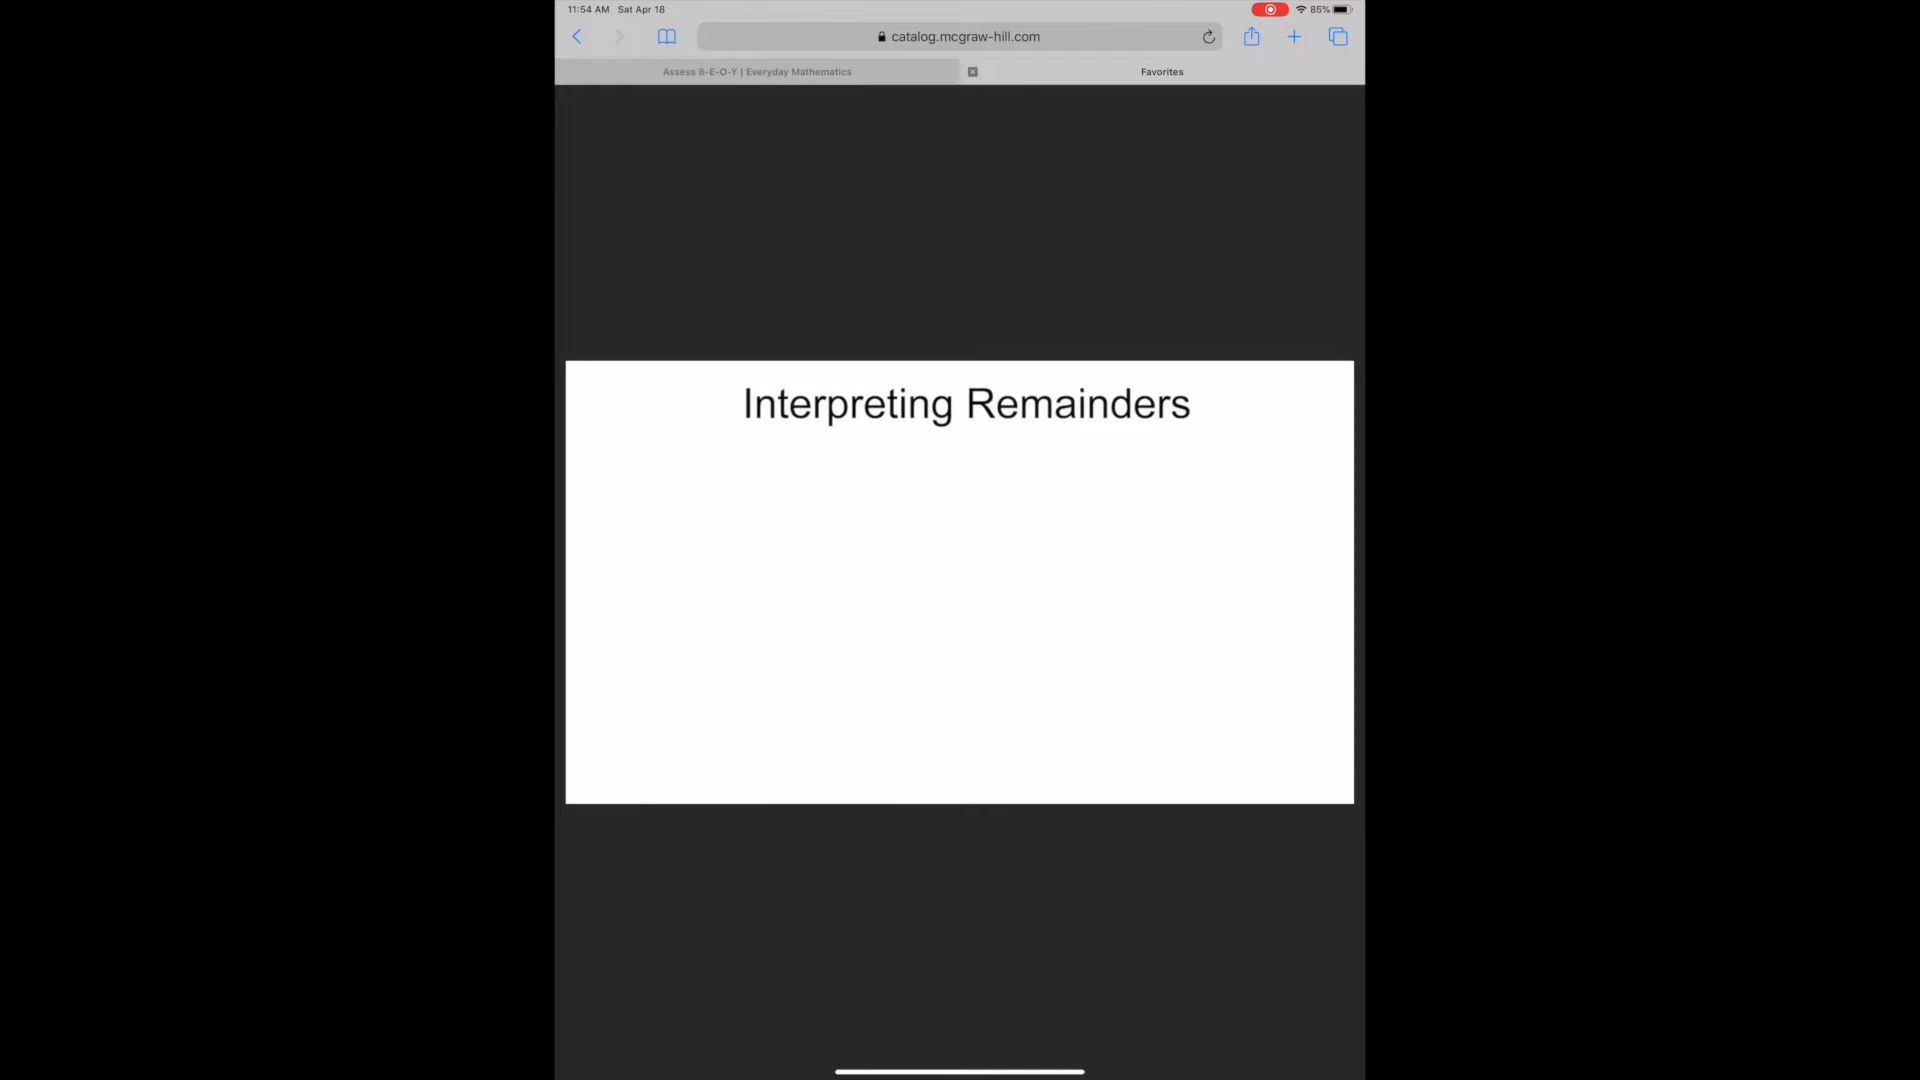 11:54 AM Sat Apr 18
85%
catalog.mcgraw-hill.com
Assess 8-E-O-Y | Everyday Mathematics
Favorites
Interpreting Remainders